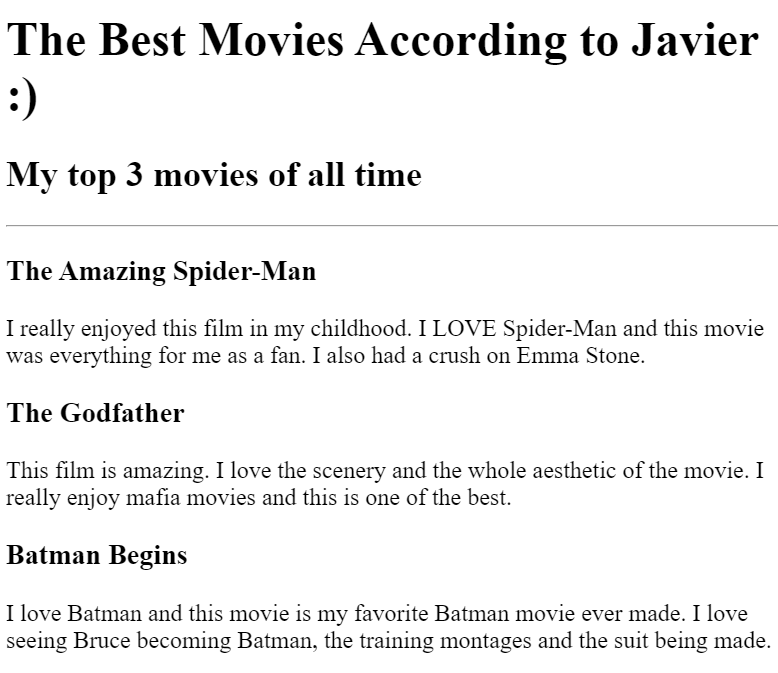 The Best Movies According to Javier
:)
My top 3 movies of all time
The Amazing Spider-Man
I really enjoyed this film in my childhood. I LOVE Spider-Man and this movie
was everything for me as a fan. I also had a crush on Emma Stone.
The Godfather
This film is amazing. I love the scenery and the whole aesthetic of the movie. I
really enjoy mafia movies and this is one of the best.
Batman Begins
I love Batman and this movie is my favorite Batman movie ever made. I love
seeing Bruce becoming Batman, the training montages and the suit being made.